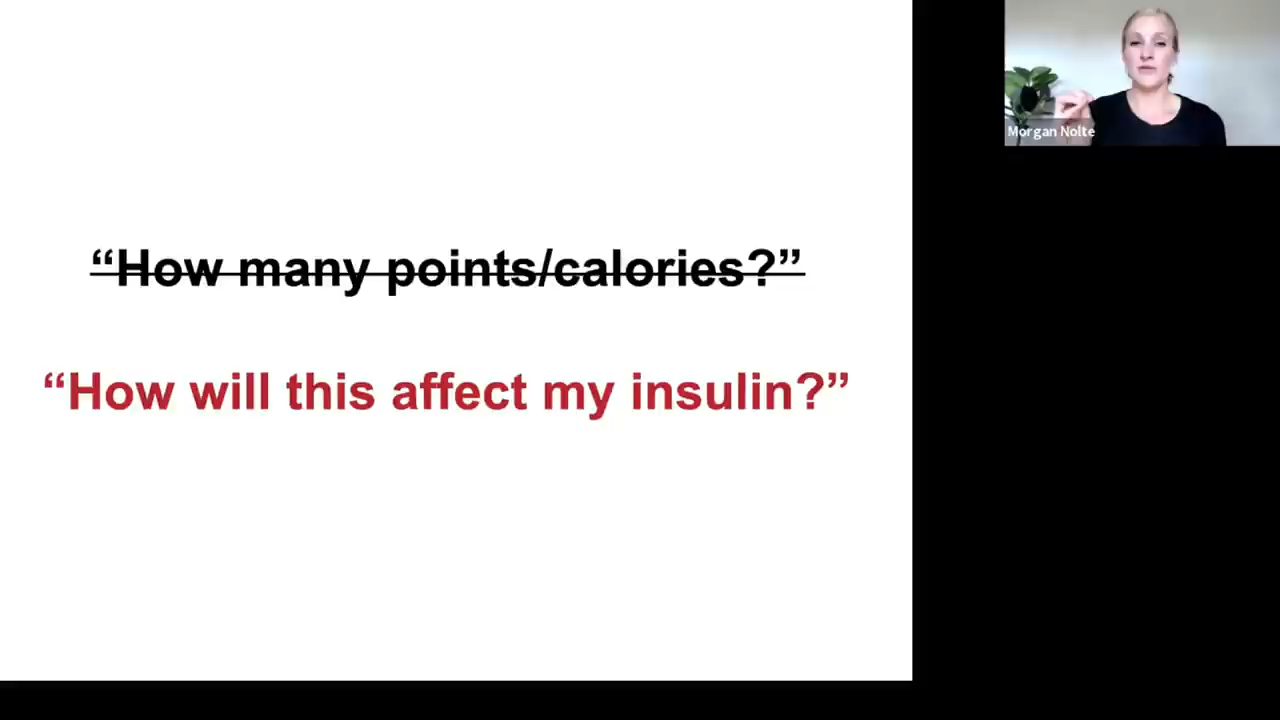 “How many points/calories?”
“How will this affect my insulin?”
Morgan Nolte